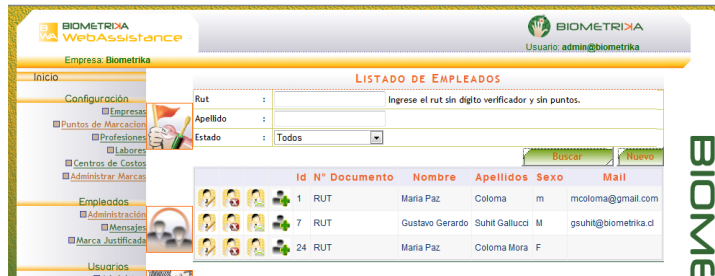 BIOMETRIKA
WebAssistance
BWA
BIOMETRIKA
Usuario: admin@biometrika
Empresa: Biometrika
Inicio
LISTADO DE EMPLEADOS
Configuración
Empresas
Puntos de Marcacion
Profesiones
Labores
Centros de Costos
Administrar Marcas
Rut :
Ingrese el rut sin dígito verificador y sin puntos.
Apellido :
Estado : Todos
Buscar Nuevo
Id N° Documento Nombre Apellidos Sexo Mail
1 RUT Maria Paz Coloma m mcoloma@gmail.com
7 RUT Gustavo Gerardo Suhit Gallucci M gsuhit@biometrika.cl
24 RUT Maria Paz Coloma Mora F
Empleados
Administración
Mensajes
Marca Justificada
Usuarios
BIOME